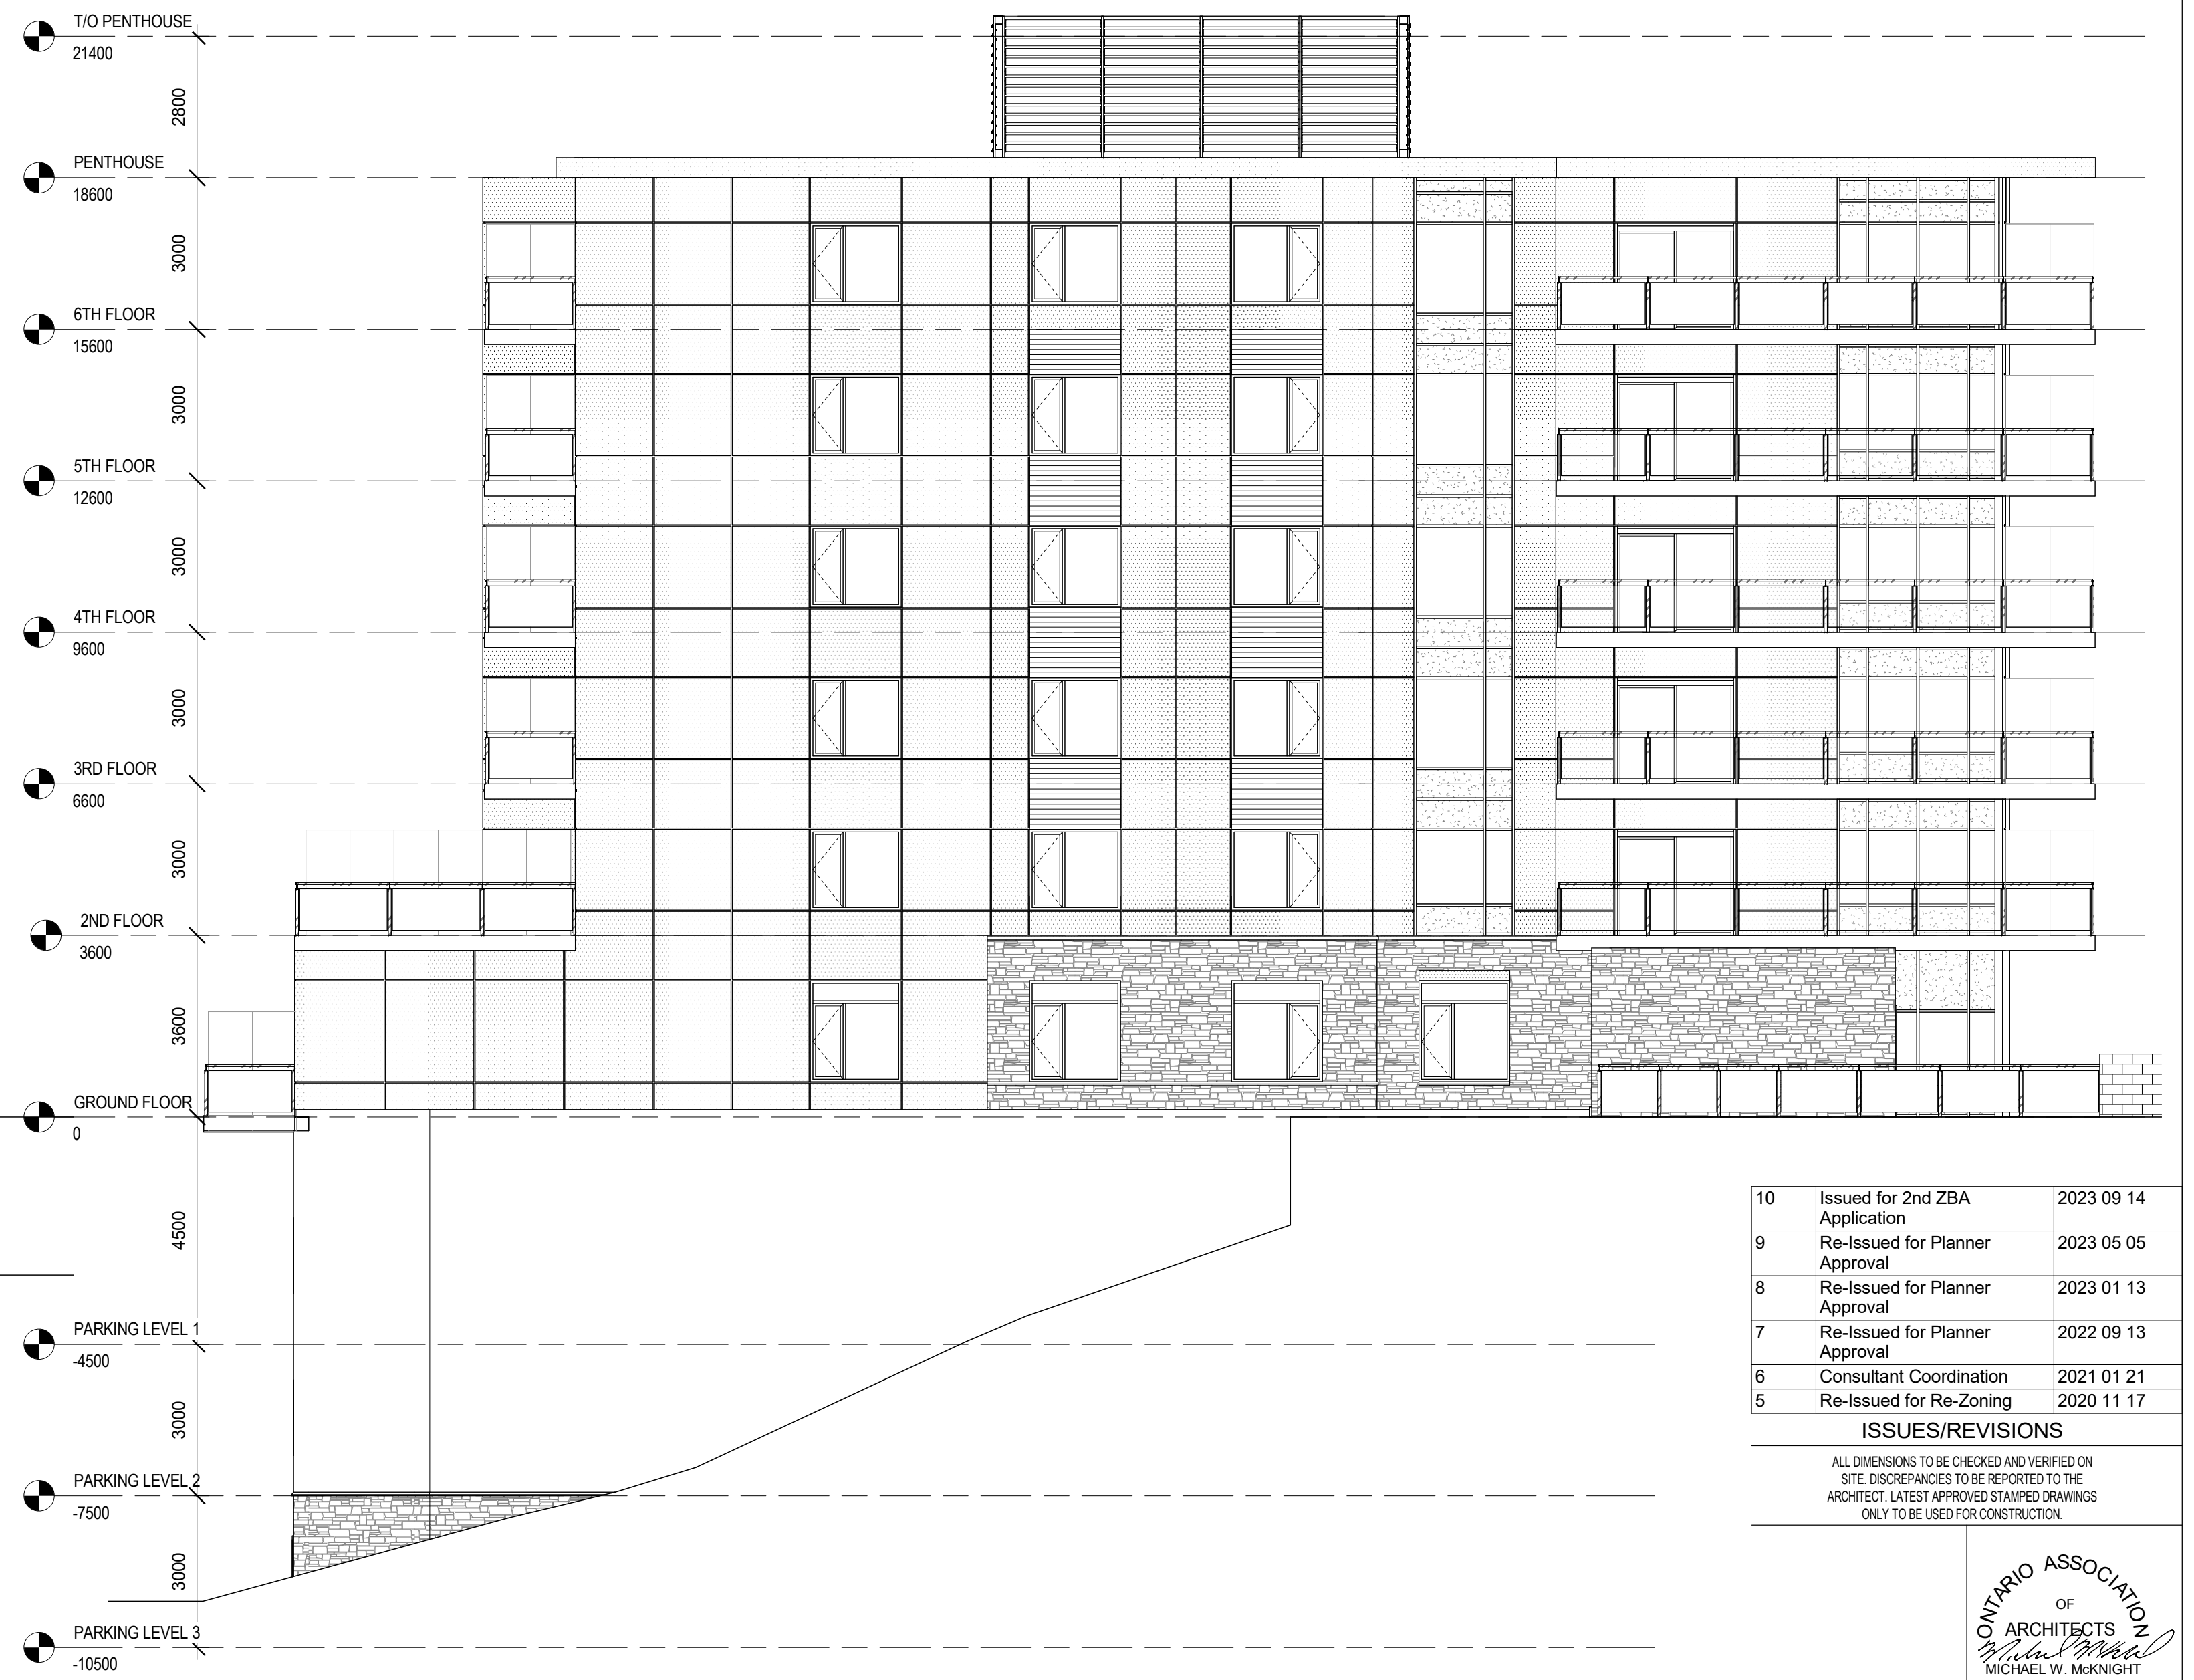 T/O PENTHOUSE
21400
2800
PENTHOUSE
18600
3000
6TH FLOOR
15600
3000
5TH FLOOR
12600
3000
4TH FLOOR
9600
3000
3RD FLOOR
6600
3000
2ND FLOOR
3600
3600
GROUND FLOOR
0
4500
PARKING LEVEL 1
-4500
3000
PARKING LEVEL 2
-7500
3000
PARKING LEVEL 3
-10500
10 Issued for 2nd ZBA 2023 09 14
Application
9 Re-Issued for Planner 2023 05 05
Approval
8 Re-Issued for Planner 2023 01 13
Approval
7 Re-Issued for Planner 2022 09 13
Approval
6 Consultant Coordination 2021 01 21
5 Re-Issued for Re-Zoning 2020 11 17
ISSUES/REVISIONS
ALL DIMENSIONS TO BE CHECKED AND VERIFIED ON
SITE. DISCREPANCIES TO BE REPORTED TO THE
ARCHITECT. LATEST APPROVED STAMPED DRAWINGS
ONLY TO BE USED FOR CONSTRUCTION.
ONTARIO ASSOCIATION
OF
ARCHITECTS
MICHAEL W. McKNIGHT